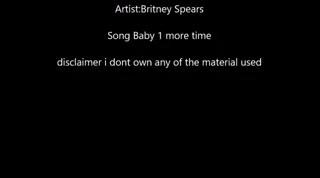 Artist:Britney Spears
Song Baby 1 more time
disclaimer i dont own any of the material used